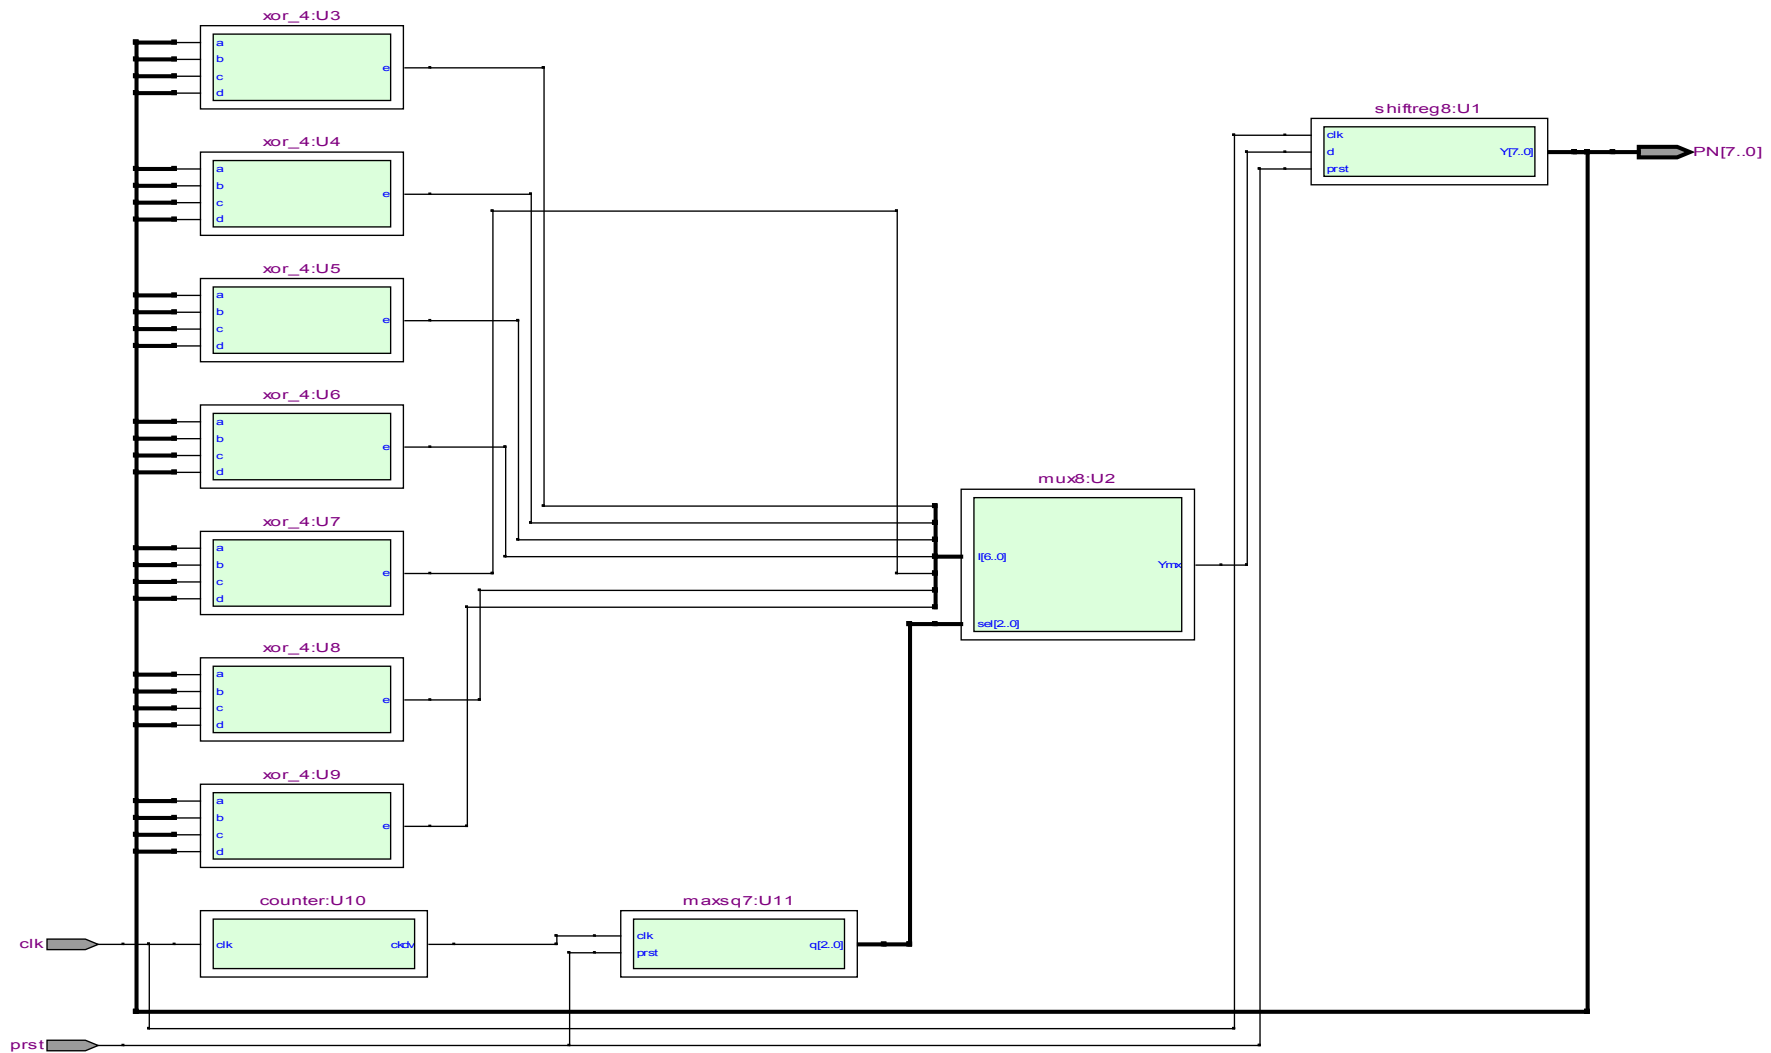 xor_4:U3
a
b
c
d
e
xor_4:U4
a
b
c
d
e
xor_4:U5
a
b
c
d
e
xor_4:U6
a
b
c
d
e
xor_4:U7
a
b
c
d
e
xor_4:U8
a
b
c
d
e
xor_4:U9
a
b
c
d
e
counter:U10
clk
clk
ckdv
maxsq7:U11
clk
prst
q[2..0]
prst
mux8:U2
I[6..0]
sel[2..0]
Ymx
shiftreg8:U1
clk
d
prst
Y[7..0]
PN[7..0]